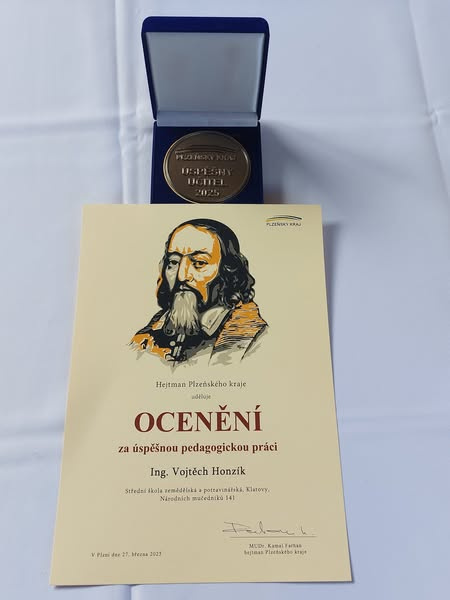 PLZEŇSKÝ KRAJ
ÚSPĚŠNÝ
UČITEL
2025
PLZEŇSKÝ KRAJ
Hejtman Plzeňského kraje
uděluje
OCENĚNÍ
za úspěšnou pedagogickou práci
Ing. Vojtěch Honzík
Střední škola zemědělská a potravinářská, Klatovy,
Národních mučedníků 141
V Plzni dne 27. března 2025
MUDr. Kamal Farhan
hejtman Plzeňského kraje